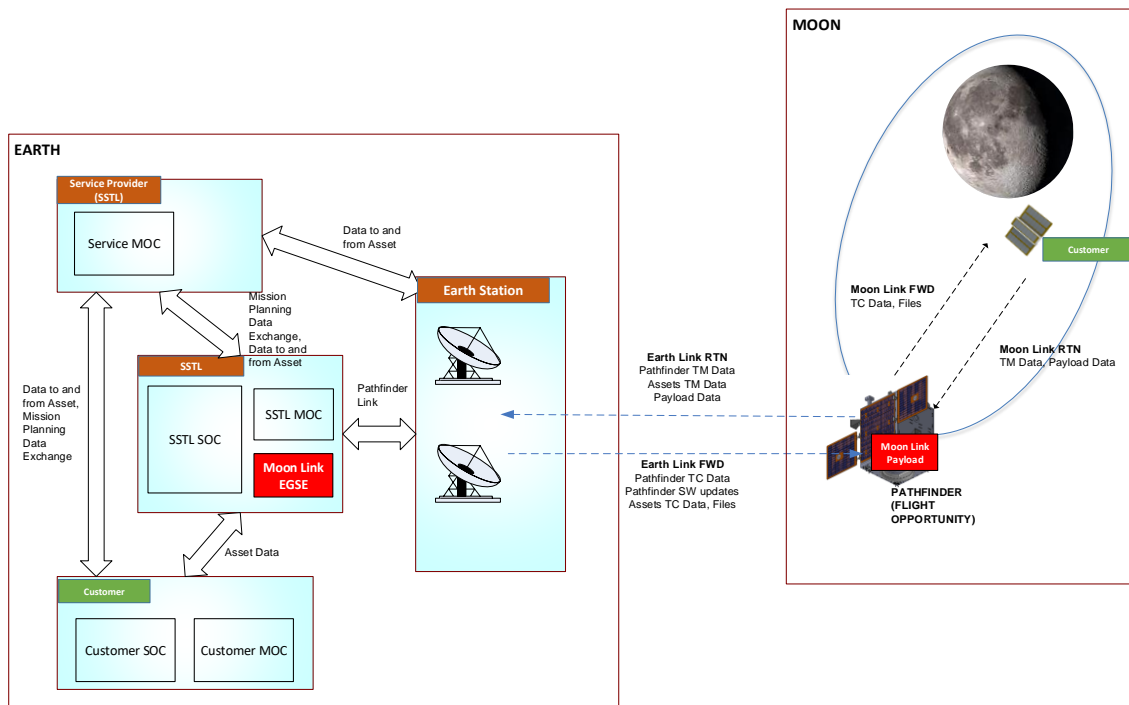 MOON
EARTH
Service Provider
(SSTL)
Service MOC
Data to and
from Asset
Mission
Planning
Data
Exchange,
Data to and
from Asset
Earth Station
SSTL
SSTL SOC
SSTL MOC
Moon Link
EGSE
Pathfinder
Link
Data to and
from Asset,
Mission
Planning
Data
Exchange
Asset Data
Customer
Customer SOC
Customer MOC
Earth Link RTN
Pathfinder TM Data
Assets TM Data
Payload Data
Earth Link FWD
Pathfinder TC Data
Pathfinder SW updates
Assets TC Data, Files
Customer
Moon Link FWD
TC Data, Files
Moon Link RTN
TM Data, Payload Data
Moon Link
Payload
PATHFINDER
(FLIGHT
OPPORTUNITY)